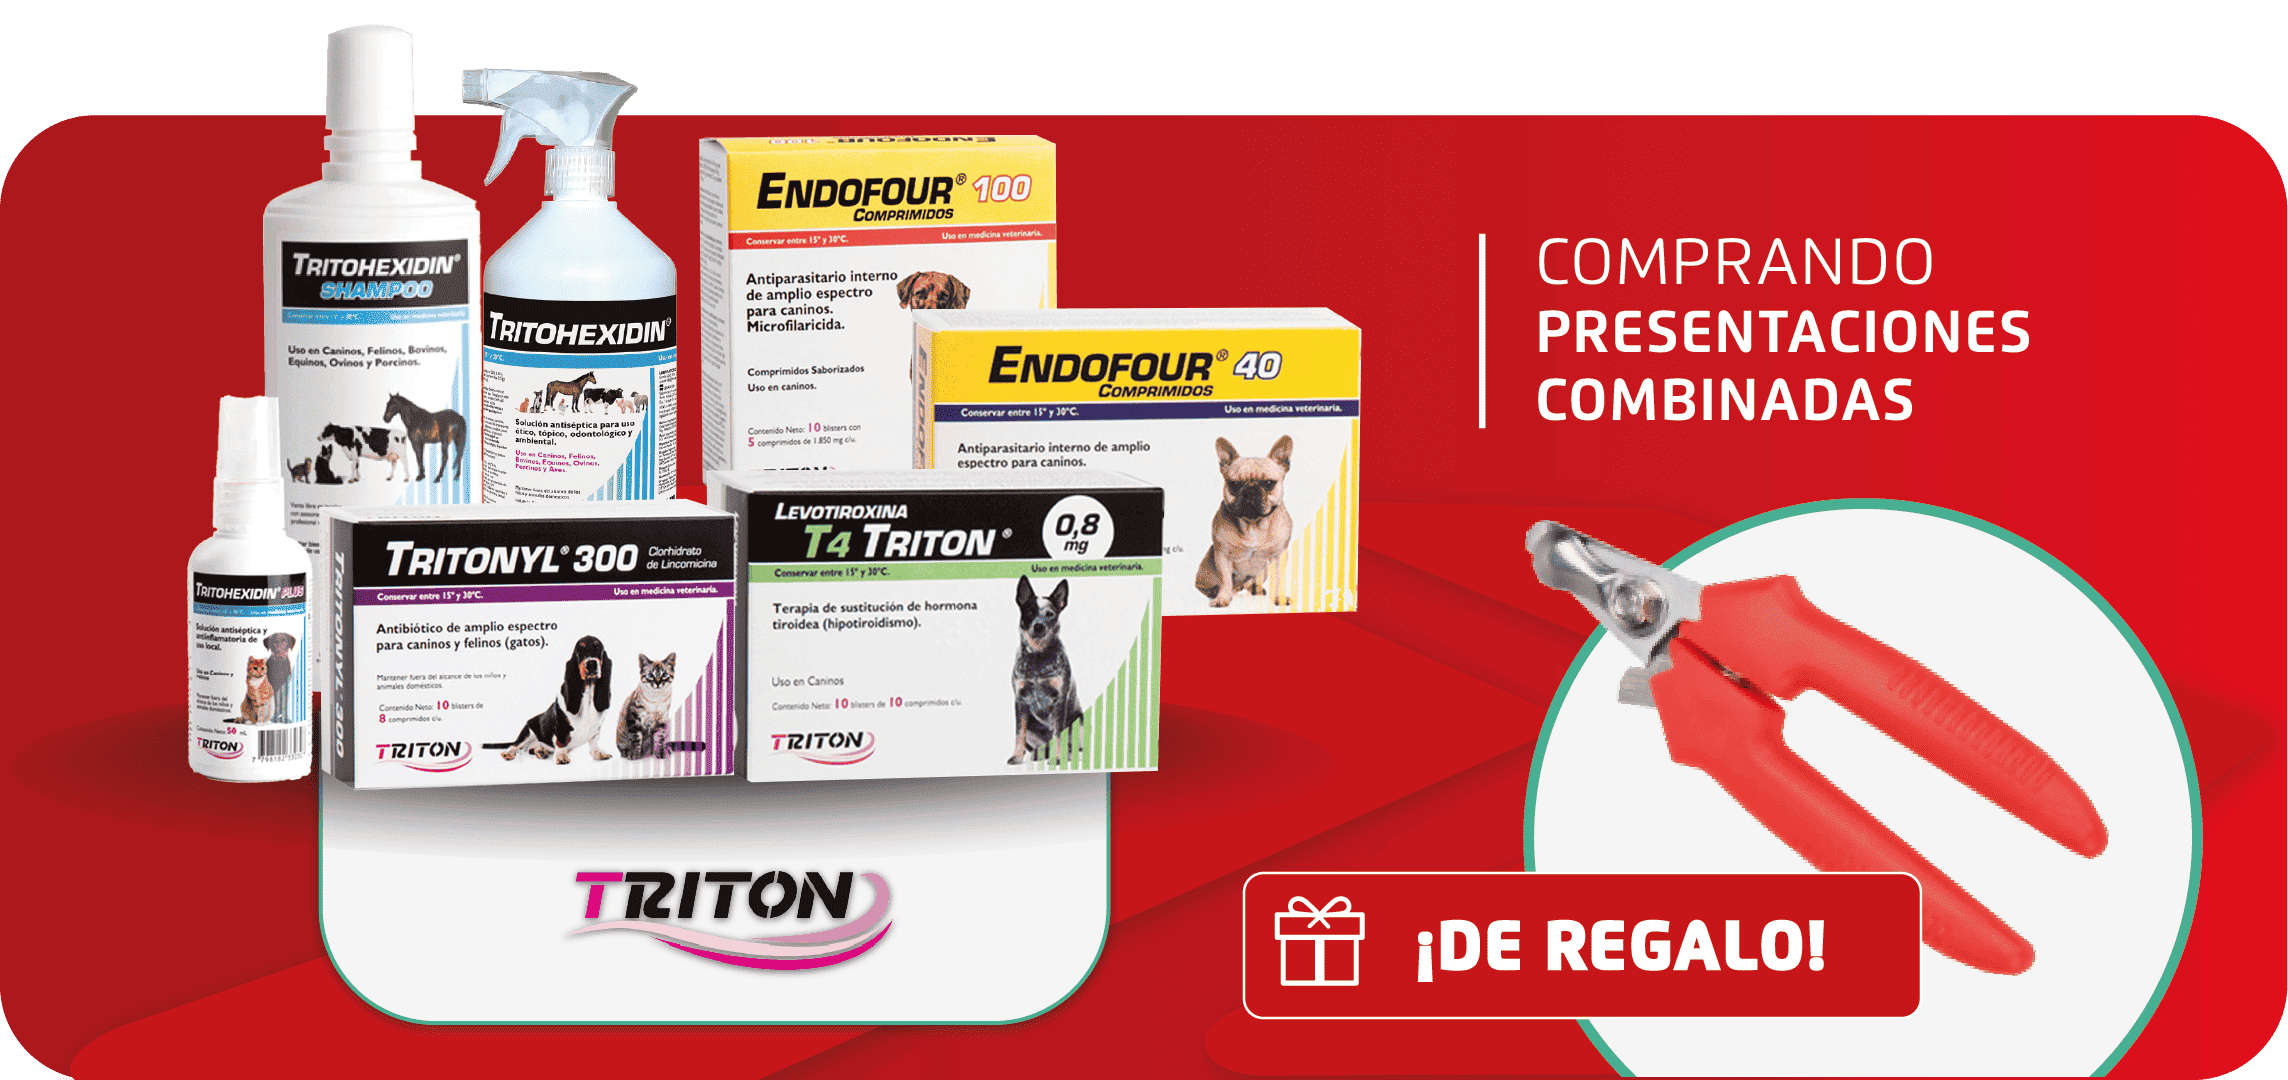 TRITOHEXIDIN®
SHAMPOO
Uso en Caninos, Felinos, Bovinos,
Equinos, Ovinos y Porcinos.
TRITOHEXIDIN®
Solución antiséptica para uso
ótico, tópico, odontológico y
ambiental.
Uso en Caninos, Felinos,
Bovinos, Equinos, Ovinos,
Porcinos y Aves.
ENDOFOUR® 100
COMPRIMIDOS
Conservar entre 15° y 30°C. Uso en medicina veterinaria.
Antiparasitario interno
de amplio espectro
para caninos.
Microfilaricida.
Comprimidos Saborizados
Uso en caninos.
Contenido Neto: 10 blisters con
5 comprimidos de 1.850 mg c/u.
TRITON
ENDOFOUR® 40
COMPRIMIDOS
Conservar entre 15° y 30°C. Uso en medicina veterinaria.
Antiparasitario interno de amplio
espectro para caninos.
TRITOHEXIDIN® PLUS
Solución antiséptica y
antiinflamatoria de
uso local.
Uso en Caninos y
Contenido Neto: 50 mL
TRITON
TRITONYL 300
TRITONYL® 300 Clorhidrato
de Lincomicina
Conservar entre 15° y 30°C. Uso en medicina veterinaria.
Antibiótico de amplio espectro
para caninos y felinos (gatos).
Mantener fuera del alcance de los niños y
animales domésticos.
Contenido Neto: 10 blisters de
8 comprimidos c/u.
TRITON
LEVOTIROXINA
T4 TRITON® 0,8
mg
Conservar entre 15° y 30°C. Uso en medicina veterinaria.
Terapia de sustitución de hormona
tiroidea (hipotiroidismo).
Uso en Caninos
Contenido Neto: 10 blisters de 10 comprimidos c/u.
TRITON
TRITON
COMPRANDO
PRESENTACIONES
COMBINADAS
¡DE REGALO!